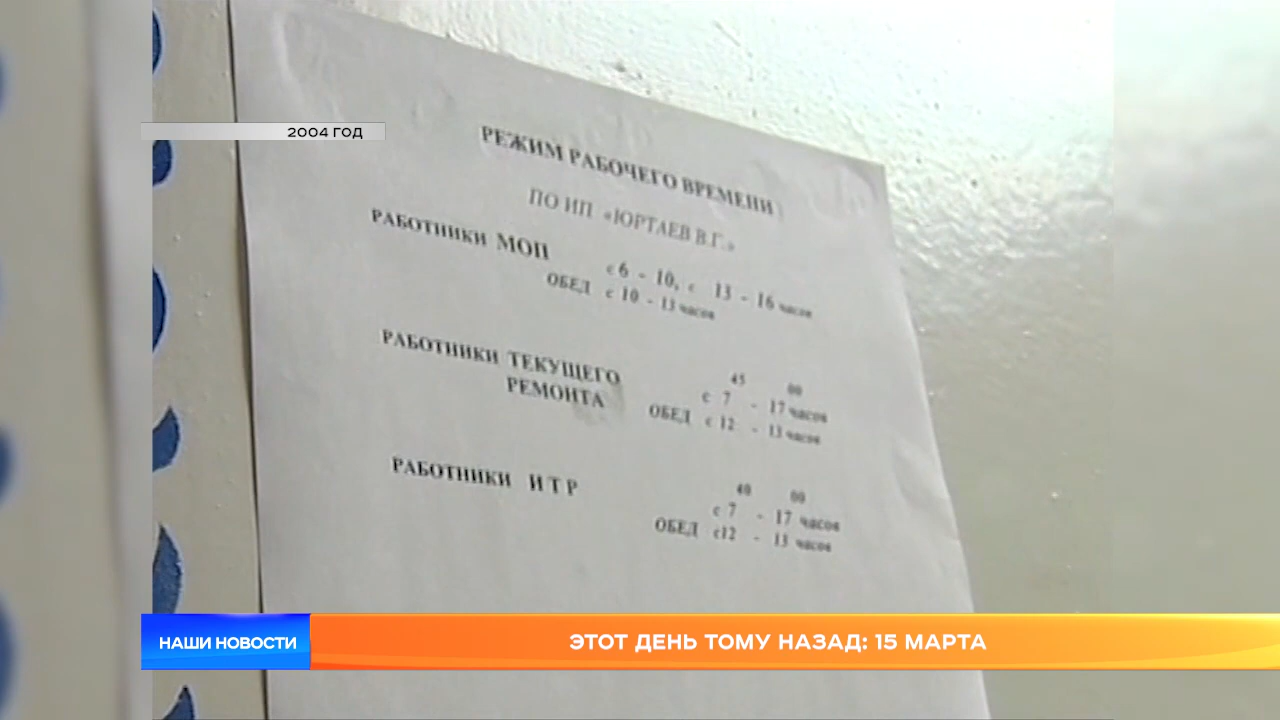 2004 ГОД
РЕЖИМ РАБОЧЕГО ВРЕМЕНИ
ПО ИП «ЮРТАЕВ В.Г.»
РАБОТНИКИ МОП
с 6 - 10, с 13 - 16 часов
ОБЕД с 10 - 13 часов
РАБОТНИКИ ТЕКУЩЕГО
РЕМОНТА
с 7 45 - 17 00 часов
ОБЕД с 12 - 13 часов
РАБОТНИКИ И Т Р
с 7 40 - 17 00 часов
ОБЕД с12 - 13 часов
НАШИ НОВОСТИ
ЭТОТ ДЕНЬ ТОМУ НАЗАД: 15 МАРТА